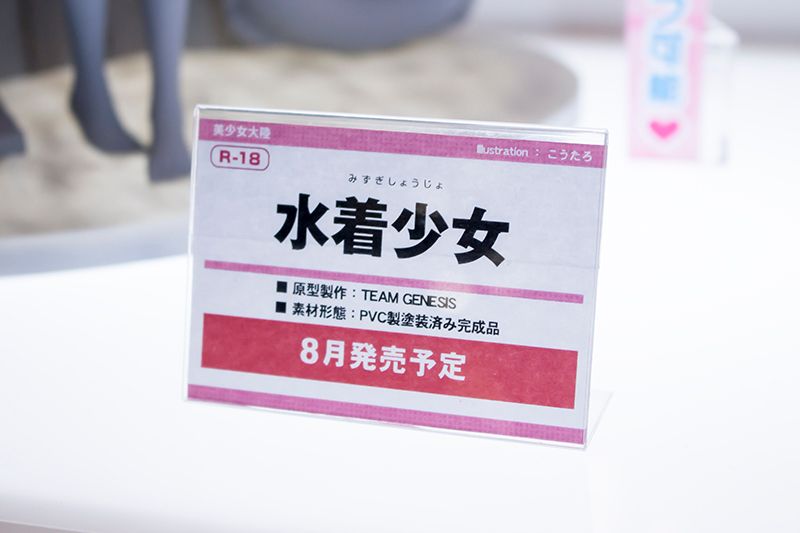 美少女大陸
Illustration：こうたろ
R-18
みずぎしょうじょ
水着少女
■ 原型製作：TEAM GENESIS
■ 素材形態：PVC製塗装済み完成品
8月発売予定